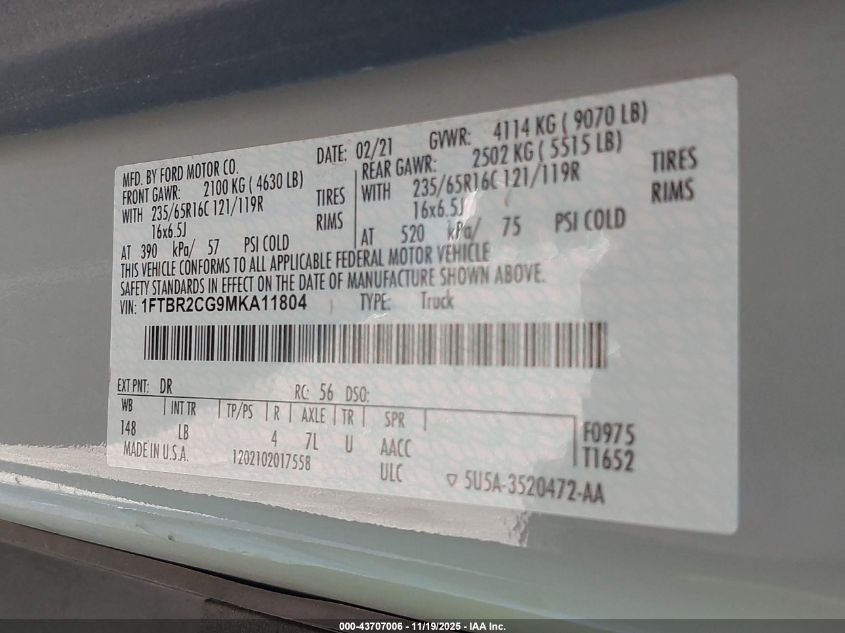 MFD. BY FORD MOTOR CO. DATE: 02/21 GVWR: 4114 KG ( 9070 LB)
FRONT GAWR: 2100 KG ( 4630 LB) REAR GAWR: 2502 KG ( 5515 LB)
WITH 235/65R16C 121/119R TIRES WITH 235/65R16C 121/119R TIRES
16x6.5J RIMS 16x6.5J RIMS
AT 390 kPa/ 57 PSI COLD AT 520 kPa/ 75 PSI COLD
THIS VEHICLE CONFORMS TO ALL APPLICABLE FEDERAL MOTOR VEHICLE
SAFETY STANDARDS IN EFFECT ON THE DATE OF MANUFACTURE SHOWN ABOVE.
VIN: 1FTBR2CG9MKA11804 TYPE: Truck
EXT PNT: DR RC: 56 DSO:
WB INT TR TP/PS R AXLE TR SPR F0975
148 LB 4 7L U AACC T1652
MADE IN U.S.A. 1202102017558 ULC 5U5A-3520472-AA
000-43707006 - 11/19/2025 - IAA Inc.